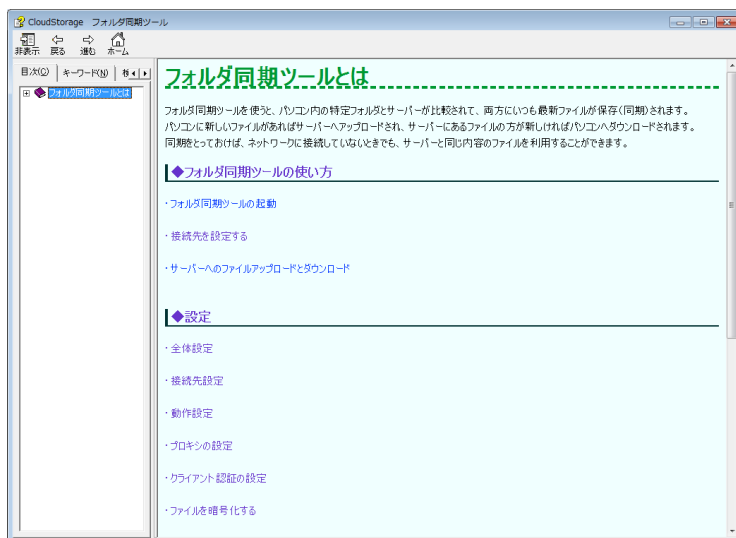 CloudStorage フォルダ同期ツール
非表示 戻る 進む ホーム
目次(C) キーワード(N)
フォルダ同期ツールとは
フォルダ同期ツールとは
フォルダ同期ツールを使うと、パソコン内の特定フォルダとサーバーが比較されて、両方にいつも最新ファイルが保存(同期)されます。
パソコンに新しいファイルがあればサーバーへアップロードされ、サーバーにあるファイルの方が新しければパソコンへダウンロードされます。
同期をとっておけば、ネットワークに接続していないときでも、サーバーと同じ内容のファイルを利用することができます。
◆フォルダ同期ツールの使い方
・フォルダ同期ツールの起動
・接続先を設定する
・サーバーへのファイルアップロードとダウンロード
◆設定
・全体設定
・接続先設定
・動作設定
・プロキシの設定
・クライアント認証の設定
・ファイルを暗号化する